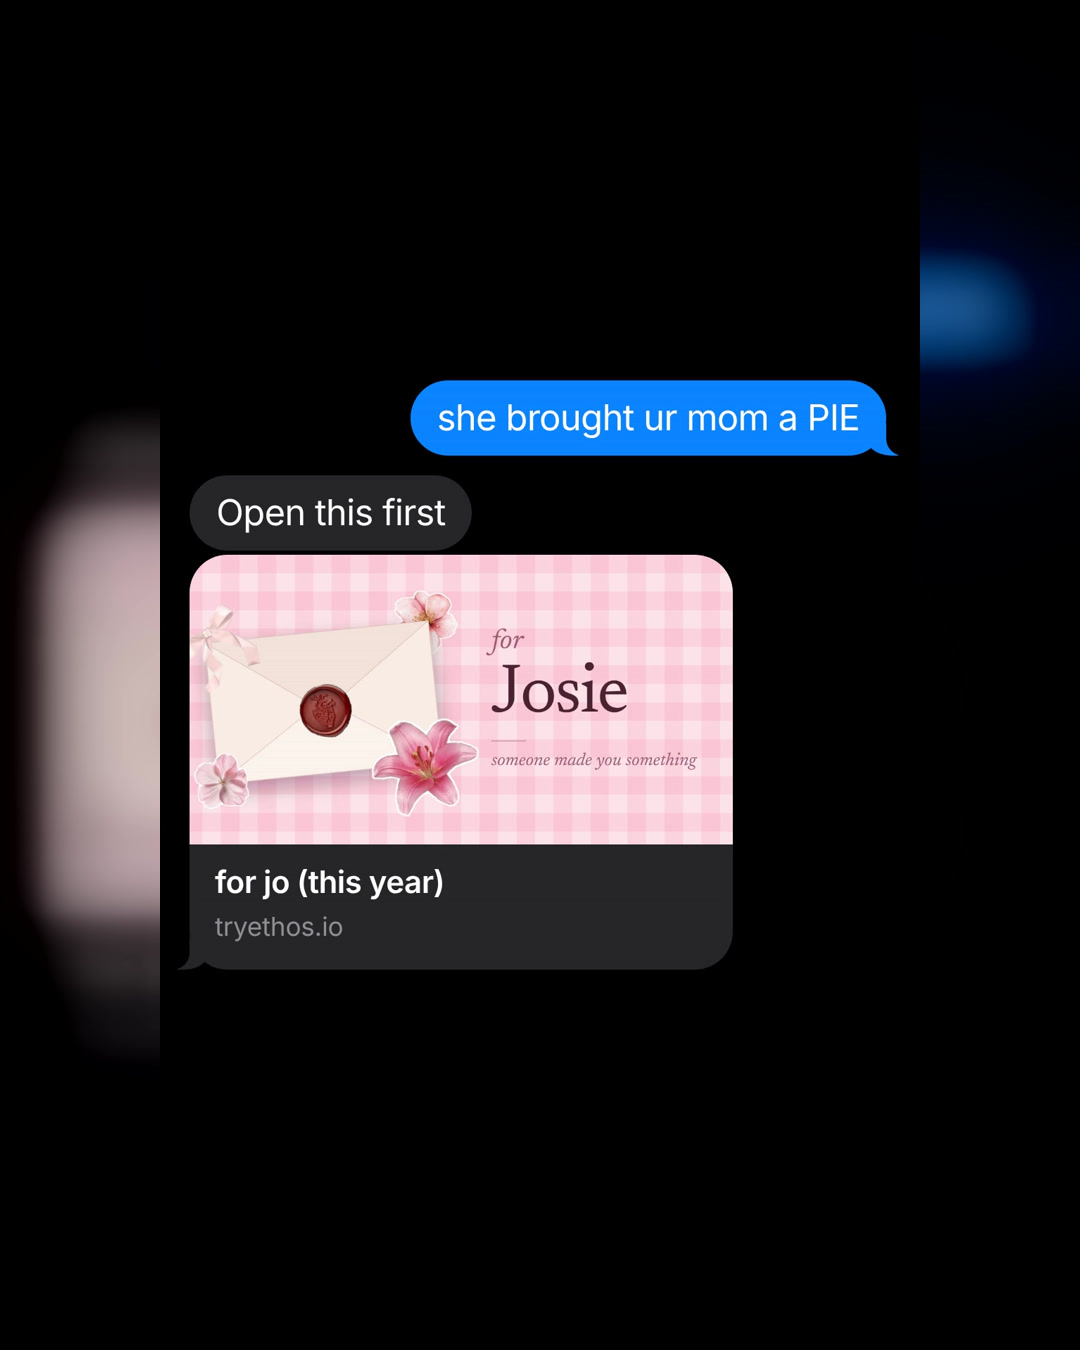 she brought ur mom a PIE
Open this first
for
Josie
someone made you something
for jo (this year)
tryethos.io